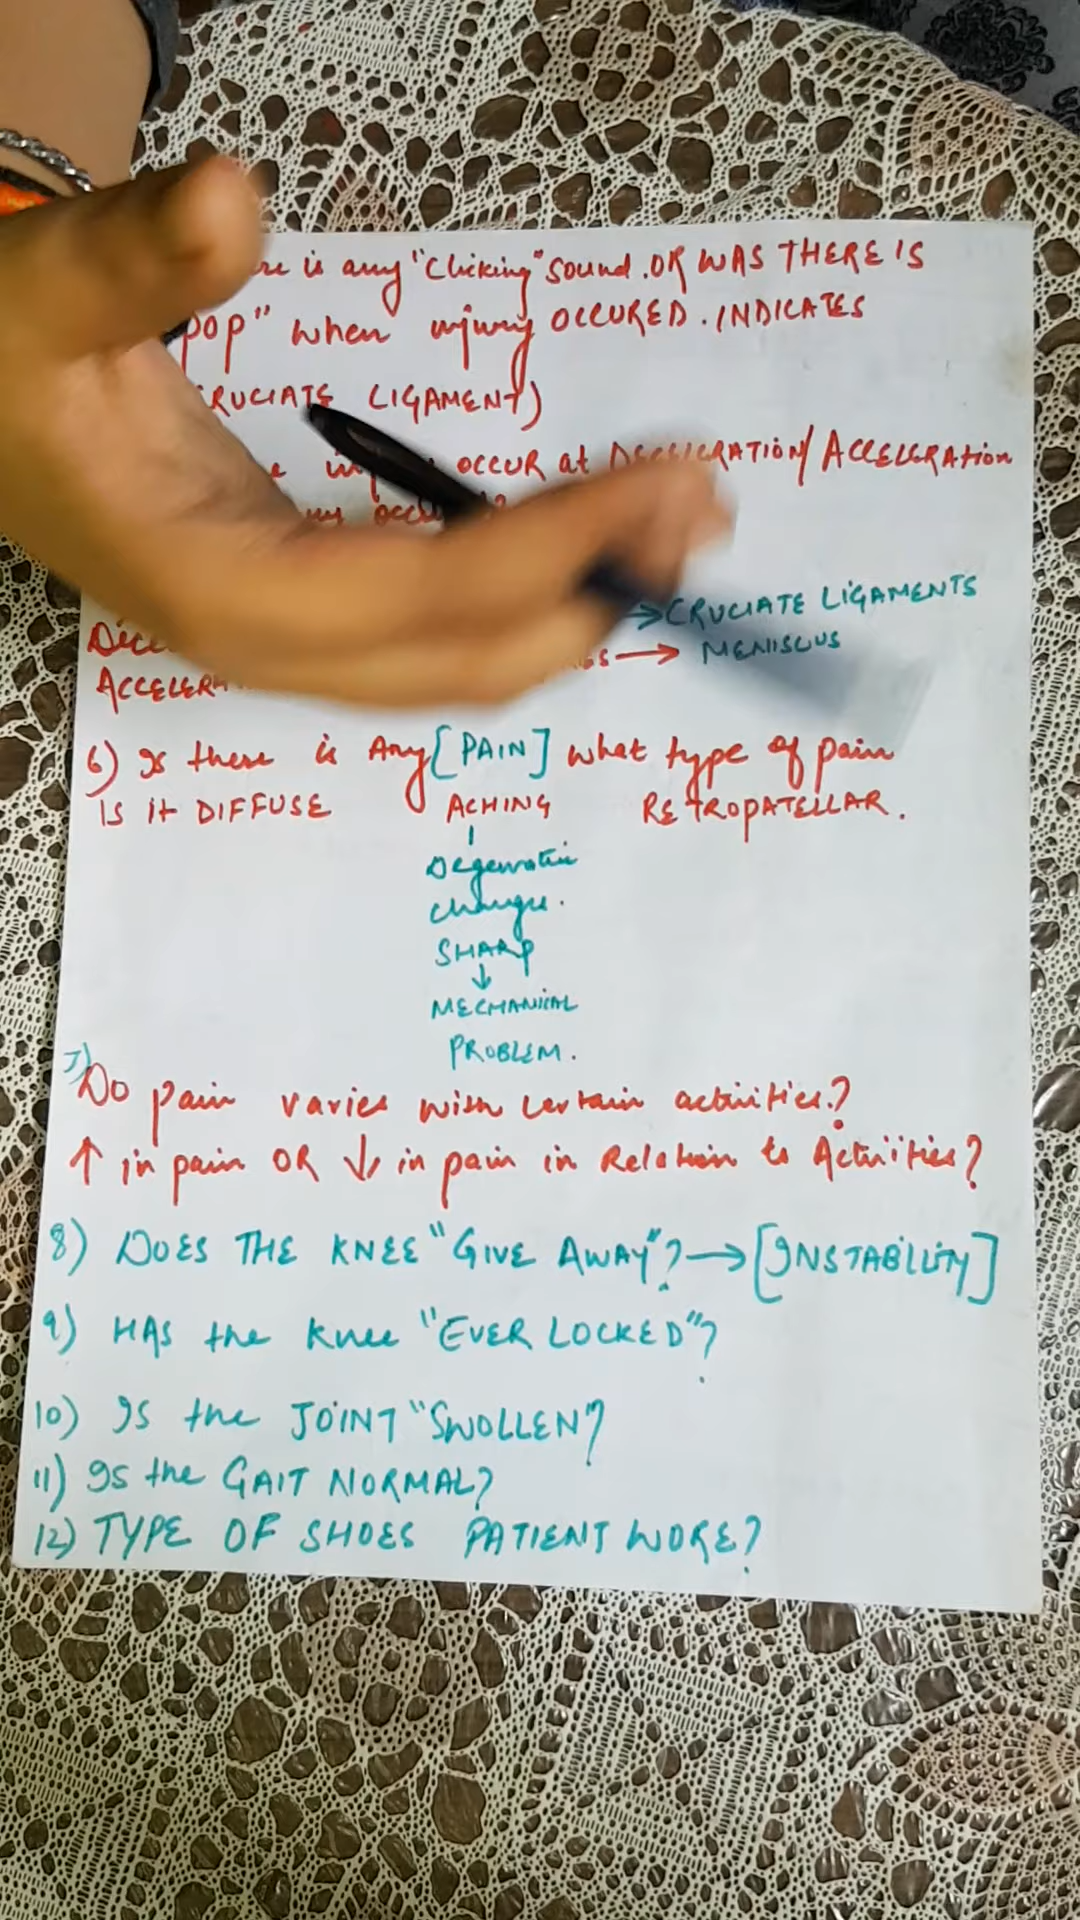 is any "Clicking" sound. OR WAS THERE IS
pop" when injury OCCURED. INDICATES
CRUCIATE LIGAMENT)
OCCUR at DECELERATION/ACCELERATION
→ CRUCIATE LIGAMENTS
→ MENIISCUS
6) Is there is Any [PAIN] what type of pain
IS it DIFFUSE ACHING RETROPATELLAR.
Degenratin
changes.
SHARP
↓
MECHANICAL
PROBLEM.
7)
Do pain varies with certain activities?
↑ in pain OR ↓ in pain in Relation to Activities?
8) DOES THE KNEE "GIVE AWAY"? → [INSTABILITY]
9) HAS the knee "EVER LOCKED"?
10) Is the JOINT "SWOLLEN"?
11) Is the GAIT NORMAL?
12) TYPE OF SHOES PATIENT WORE?